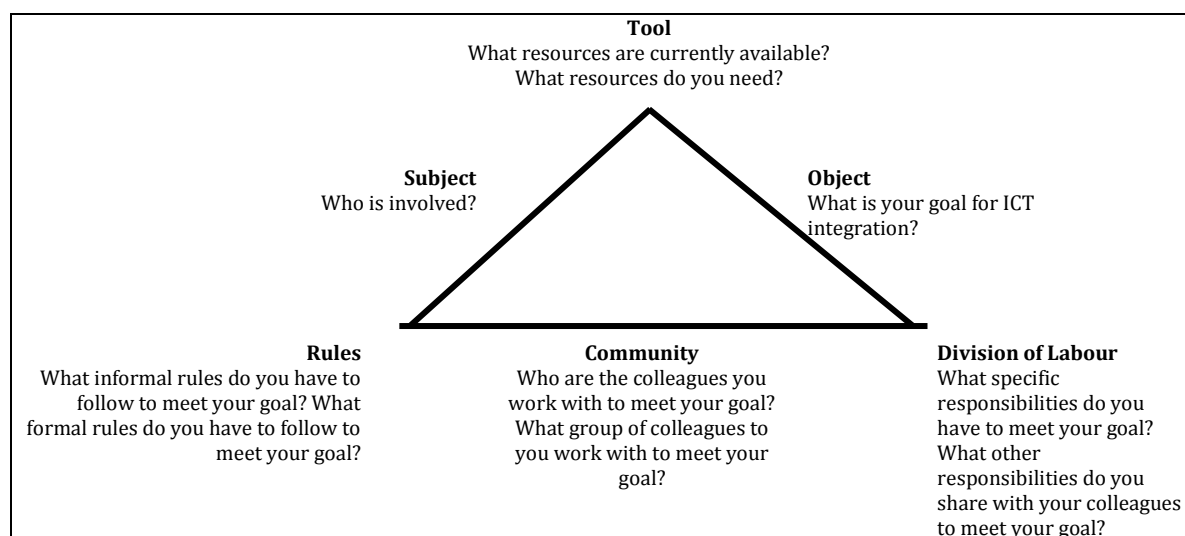 Tool
What resources are currently available?
What resources do you need?
Subject
Who is involved?
Object
What is your goal for ICT
integration?
Rules
What informal rules do you have to
follow to meet your goal? What
formal rules do you have to follow to
meet your goal?
Community
Who are the colleagues you
work with to meet your goal?
What group of colleagues to
you work with to meet your
goal?
Division of Labour
What specific
responsibilities do you
have to meet your goal?
What other
responsibilities do you
share with your colleagues
to meet your goal?